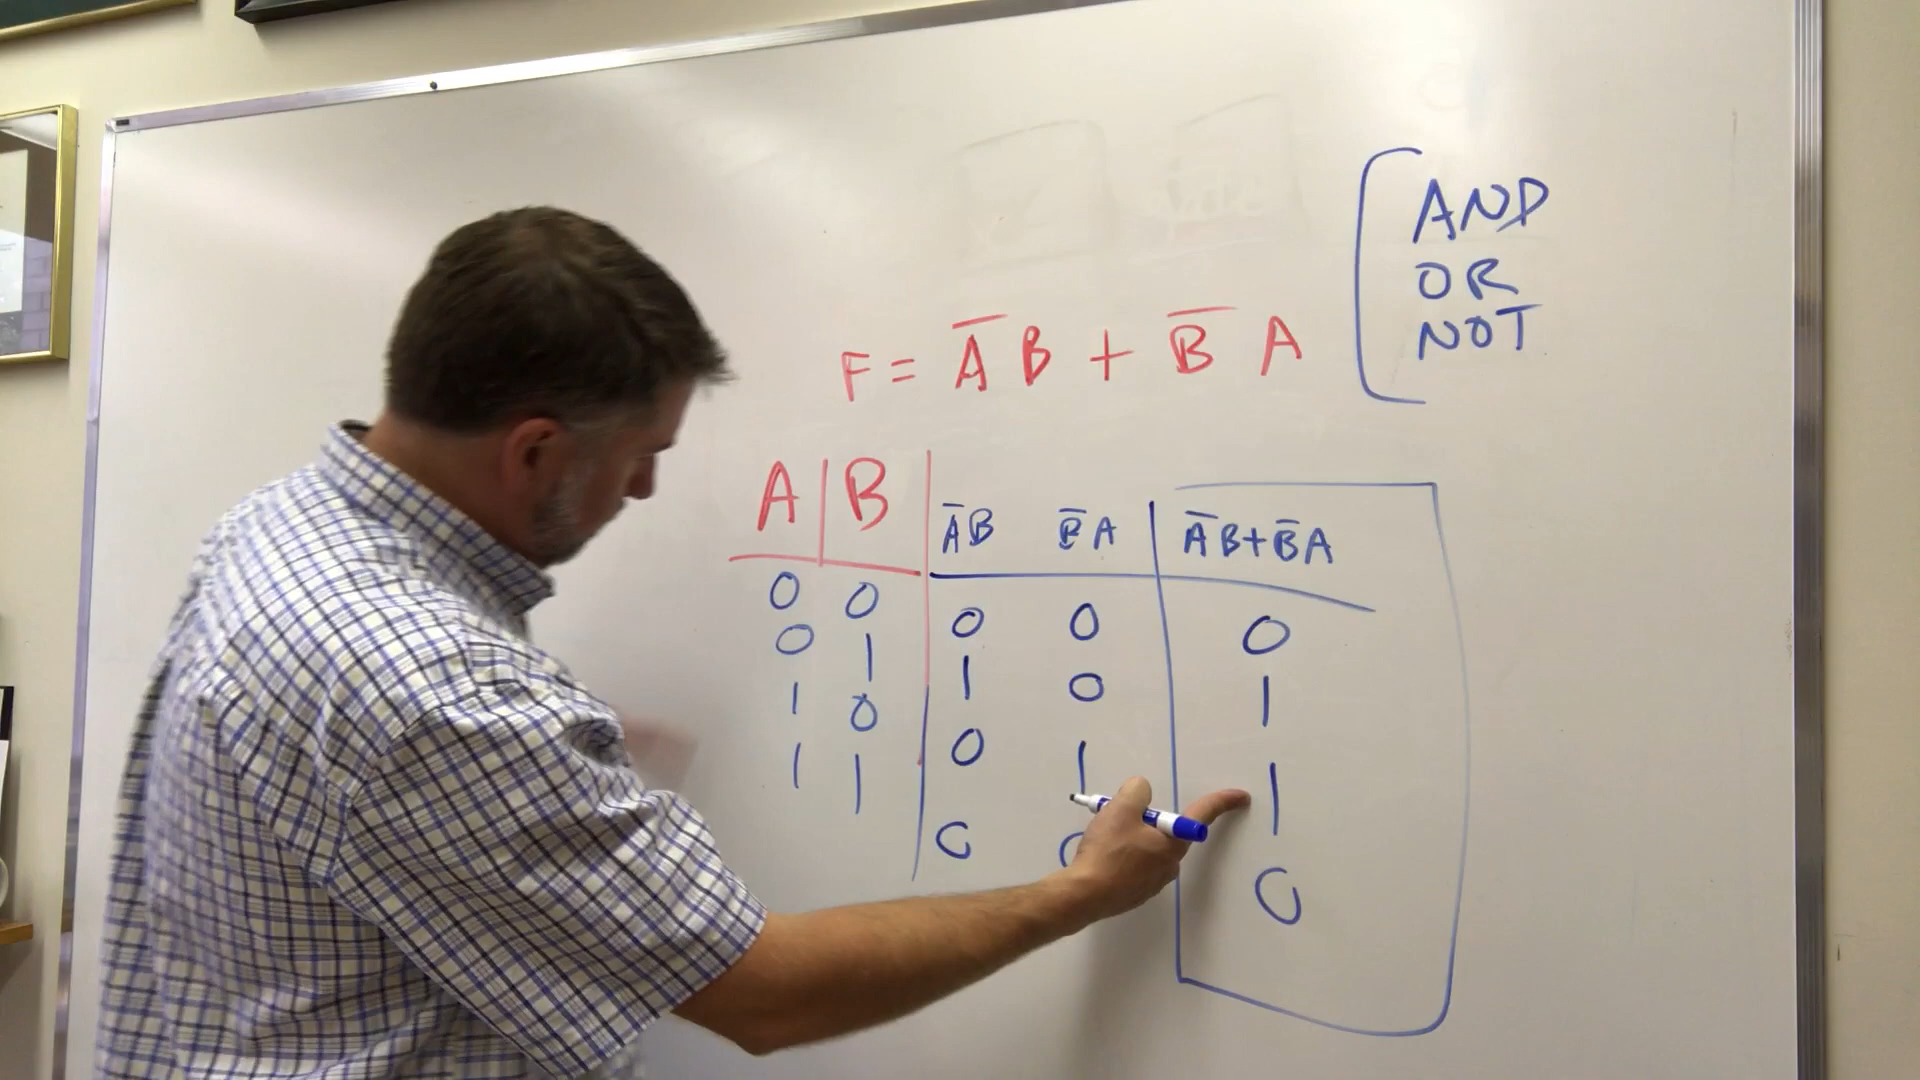 AND
OR
NOT
F = A̅ B + B̅ A
A B A̅B B̅A A̅B+B̅A
0 0 0 0 0
0 1 1 0 1
1 0 0 1 1
1 1 0 0 0